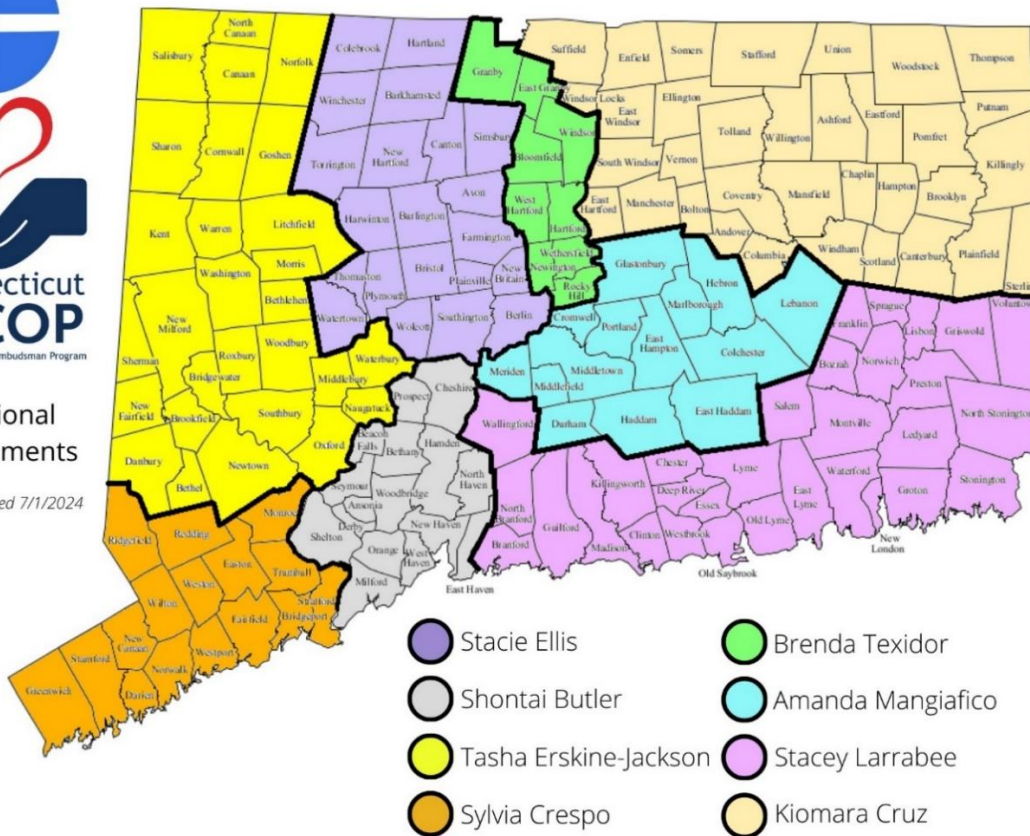 ecticut
COP
mbudsman Program
ional
ments
ed 7/1/2024
Salisbury
North
Canaan
Canaan
Norfolk
Colebrook
Hartland
Granby
East Granby
Suffield
Enfield
Somers
Stafford
Union
Woodstock
Thompson
Winchester
Barkhamsted
Windsor Locks
East
Windsor
Ellington
Windsor
Tolland
Willington
Ashford
Eastford
Pomfret
Putnam
Killingly
Sharon
Cornwall
Goshen
Torrington
New
Hartford
Canton
Simsbury
Bloomfield
South Windsor
Vernon
Coventry
Mansfield
Chaplin
Hampton
Brooklyn
Avon
West
Hartford
Hartford
East
Hartford
Manchester
Bolton
Andover
Columbia
Windham
Scotland
Canterbury
Plainfield
Sterli
Kent
Warren
Litchfield
Morris
Harwinton
Burlington
Farmington
Wethersfield
Newington
Rocky
Hill
Glastonbury
Hebron
Marlborough
Lebanon
Washington
Bethlehem
Thomaston
Plymouth
Bristol
Plainville
New
Britain
Watertown
Wolcott
Southington
Berlin
Cromwell
Portland
East
Hampton
Colchester
Franklin
Sprague
Lisbon
Griswold
Volunto
New
Milford
Sherman
Roxbury
Woodbury
Bridgewater
Waterbury
Middlebury
Naugatuck
Cheshire
Prospect
Meriden
Middlefield
Middletown
Bozrah
Norwich
Preston
New
Fairfield
Brookfield
Southbury
Oxford
Beacon
Falls
Bethany
Hamden
Wallingford
Durham
Haddam
East Haddam
Salem
Montville
Ledyard
North Stonington
Danbury
Bethel
Newtown
Seymour
Woodbridge
Ansonia
North
Haven
Killingworth
Chester
Deep River
Essex
Lyme
East
Lyme
Waterford
Groton
Stonington
Ridgefield
Redding
Monroe
Shelton
Derby
Orange
New Haven
West
Haven
North
Branford
Branford
Guilford
Madison
Clinton
Westbrook
Old Lyme
New
London
Old Saybrook
Easton
Trumbull
Milford
East Haven
Wilton
Weston
Fairfield
Bridgeport
Stratford
New
Canaan
Westport
Norwalk
Stamford
Darien
Greenwich
Stacie Ellis
Shontai Butler
Tasha Erskine-Jackson
Sylvia Crespo
Brenda Texidor
Amanda Mangiafico
Stacey Larrabee
Kiomara Cruz